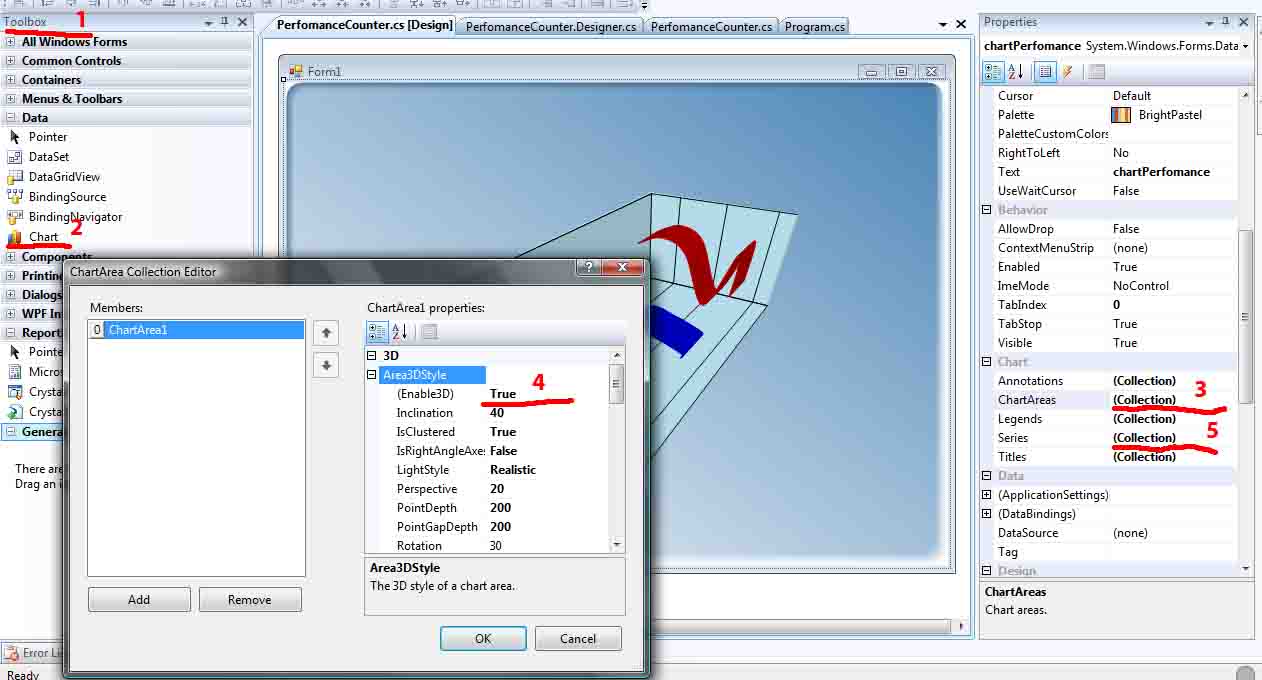 Toolbox
1
All Windows Forms
Common Controls
Containers
Menus & Toolbars
Data
Pointer
DataSet
DataGridView
BindingSource
BindingNavigator
Chart
2
Components
Printing
Dialogs
WPF In
Report
Pointe
Micros
Crysta
Crysta
Genera
There are
Drag an i
Error Li
Ready
PerfomanceCounter.cs [Design]
PerfomanceCounter.Designer.cs
PerfomanceCounter.cs
Program.cs
Form1
ChartArea Collection Editor
?
Members:
0 ChartArea1
Add
Remove
ChartArea1 properties:
3D
Area3DStyle
4
(Enable3D) True
Inclination 40
IsClustered True
IsRightAngleAxes False
LightStyle Realistic
Perspective 20
PointDepth 200
PointGapDepth 200
Rotation 30
Area3DStyle
The 3D style of a chart area.
OK
Cancel
Properties
chartPerfomance System.Windows.Forms.Data
Cursor Default
Palette BrightPastel
PaletteCustomColors
RightToLeft No
Text chartPerfomance
UseWaitCursor False
Behavior
AllowDrop False
ContextMenuStrip (none)
Enabled True
ImeMode NoControl
TabIndex 0
TabStop True
Visible True
Chart
Annotations (Collection)
ChartAreas (Collection) 3
Legends (Collection)
Series (Collection) 5
Titles (Collection)
Data
(ApplicationSettings)
(DataBindings)
DataSource (none)
Tag
Design
ChartAreas
Chart areas.